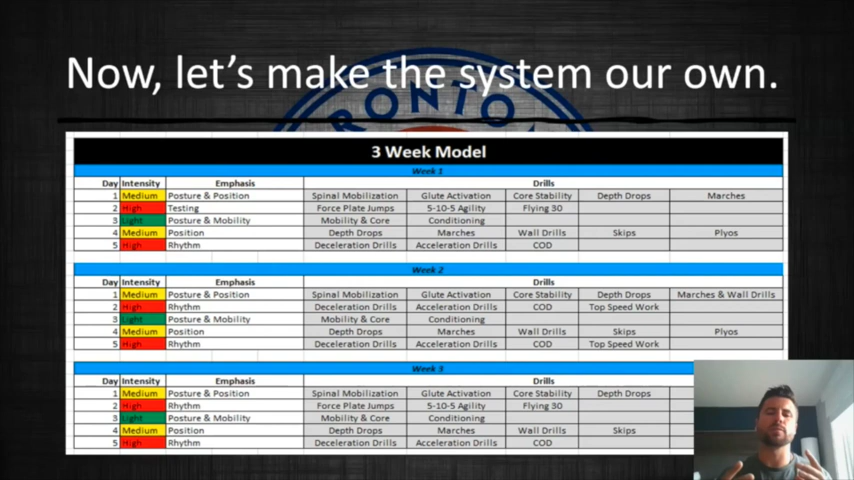 Now, let's make the system our own.
RONTO
3 Week Model
Week 1
Day Intensity Emphasis Drills
1 Medium Posture & Position Spinal Mobilization Glute Activation Core Stability Depth Drops Marches
2 High Testing Force Plate Jumps 5-10-5 Agility Flying 30
3 Light Posture & Mobility Mobility & Core Conditioning
4 Medium Position Depth Drops Marches Wall Drills Skips Plyos
5 High Rhythm Deceleration Drills Acceleration Drills COD
Week 2
Day Intensity Emphasis Drills
1 Medium Posture & Position Spinal Mobilization Glute Activation Core Stability Depth Drops Marches & Wall Drills
2 High Rhythm Deceleration Drills Acceleration Drills COD Top Speed Work
3 Light Posture & Mobility Mobility & Core Conditioning
4 Medium Position Depth Drops Marches Wall Drills Skips Plyos
5 High Rhythm Deceleration Drills Acceleration Drills COD Top Speed Work
Week 3
Day Intensity Emphasis Drills
1 Medium Posture & Position Spinal Mobilization Glute Activation Core Stability Depth Drops
2 High Rhythm Force Plate Jumps 5-10-5 Agility Flying 30
3 Light Posture & Mobility Mobility & Core Conditioning
4 Medium Position Depth Drops Marches Wall Drills Skips
5 High Rhythm Deceleration Drills Acceleration Drills COD